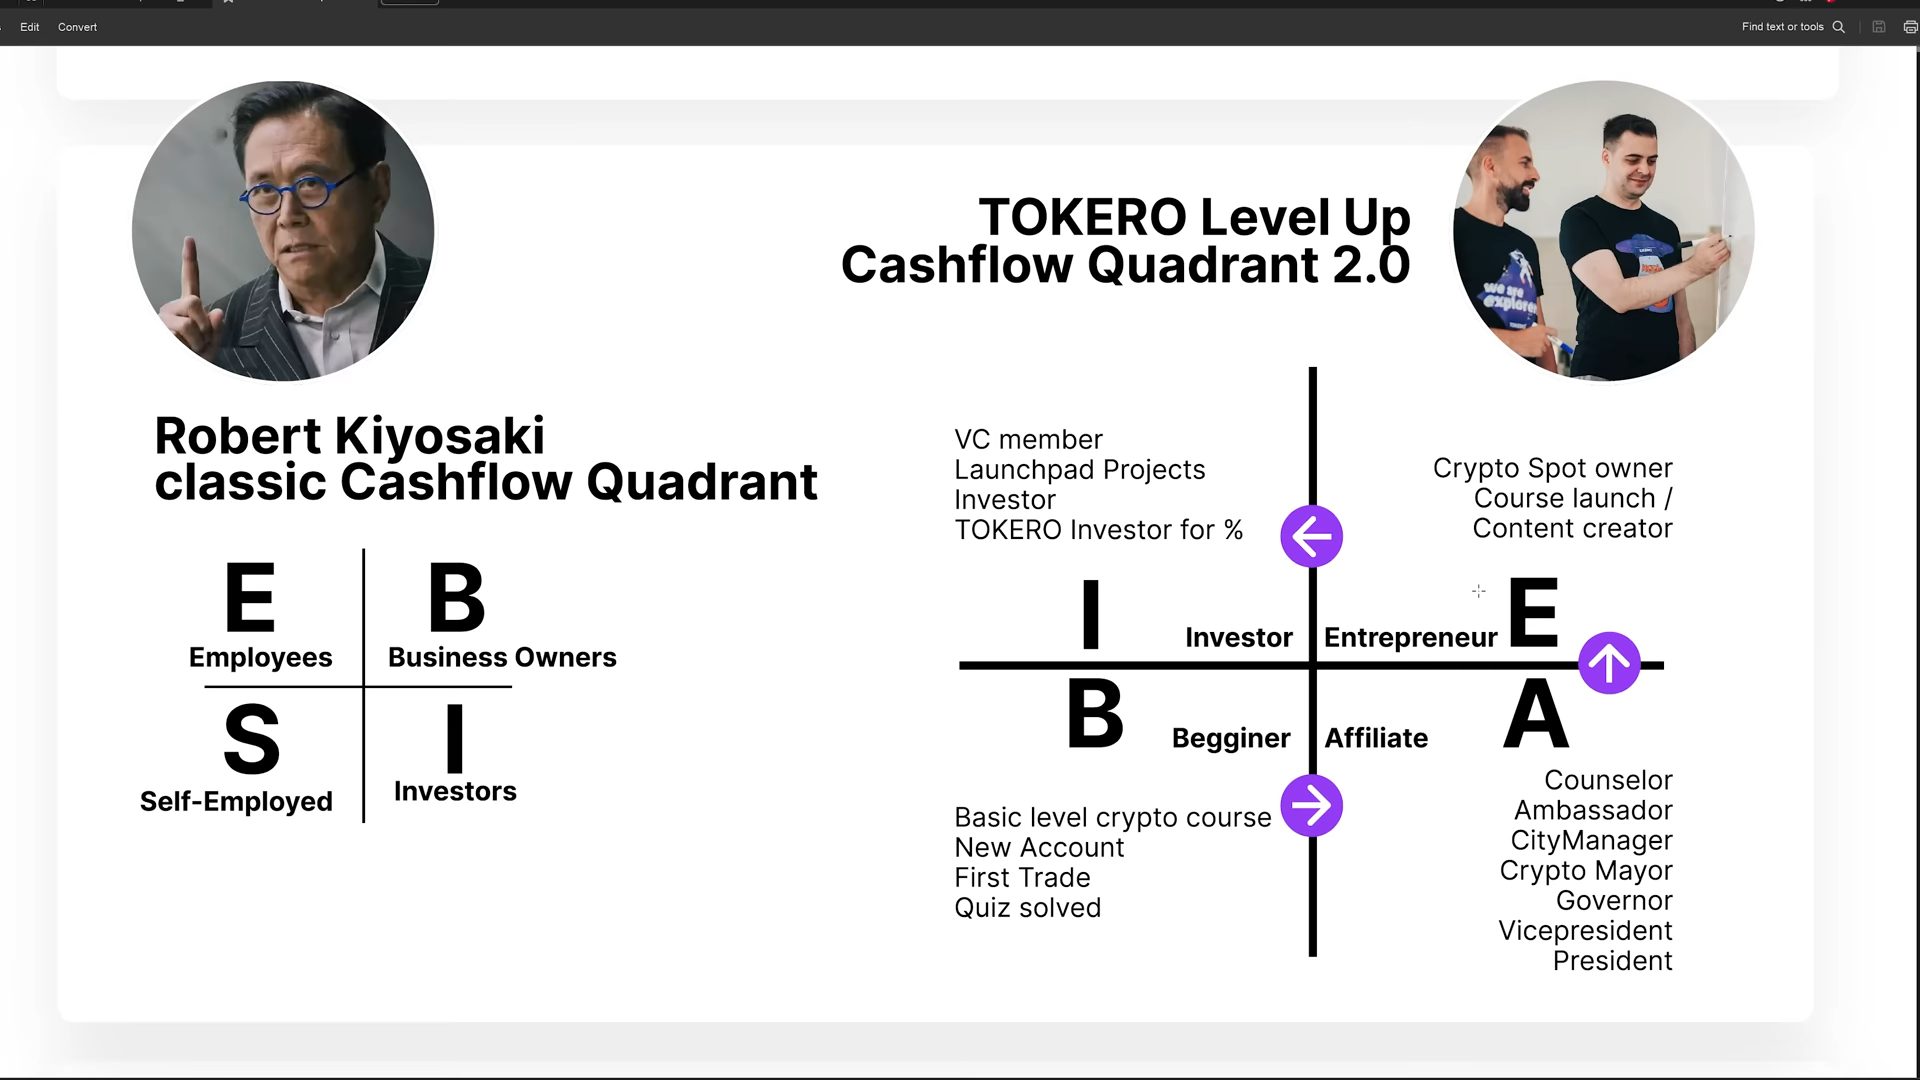 Edit
Convert
Find text or tools
Robert Kiyosaki
classic Cashflow Quadrant
E
Employees
B
Business Owners
S
Self-Employed
I
Investors
TOKERO Level Up
Cashflow Quadrant 2.0
we are
explorer
VC member
Launchpad Projects
Investor
TOKERO Investor for %
Crypto Spot owner
Course launch /
Content creator
I
Investor
Entrepreneur
E
B
Begginer
Affiliate
A
Basic level crypto course
New Account
First Trade
Quiz solved
Counselor
Ambassador
CityManager
Crypto Mayor
Governor
Vicepresident
President